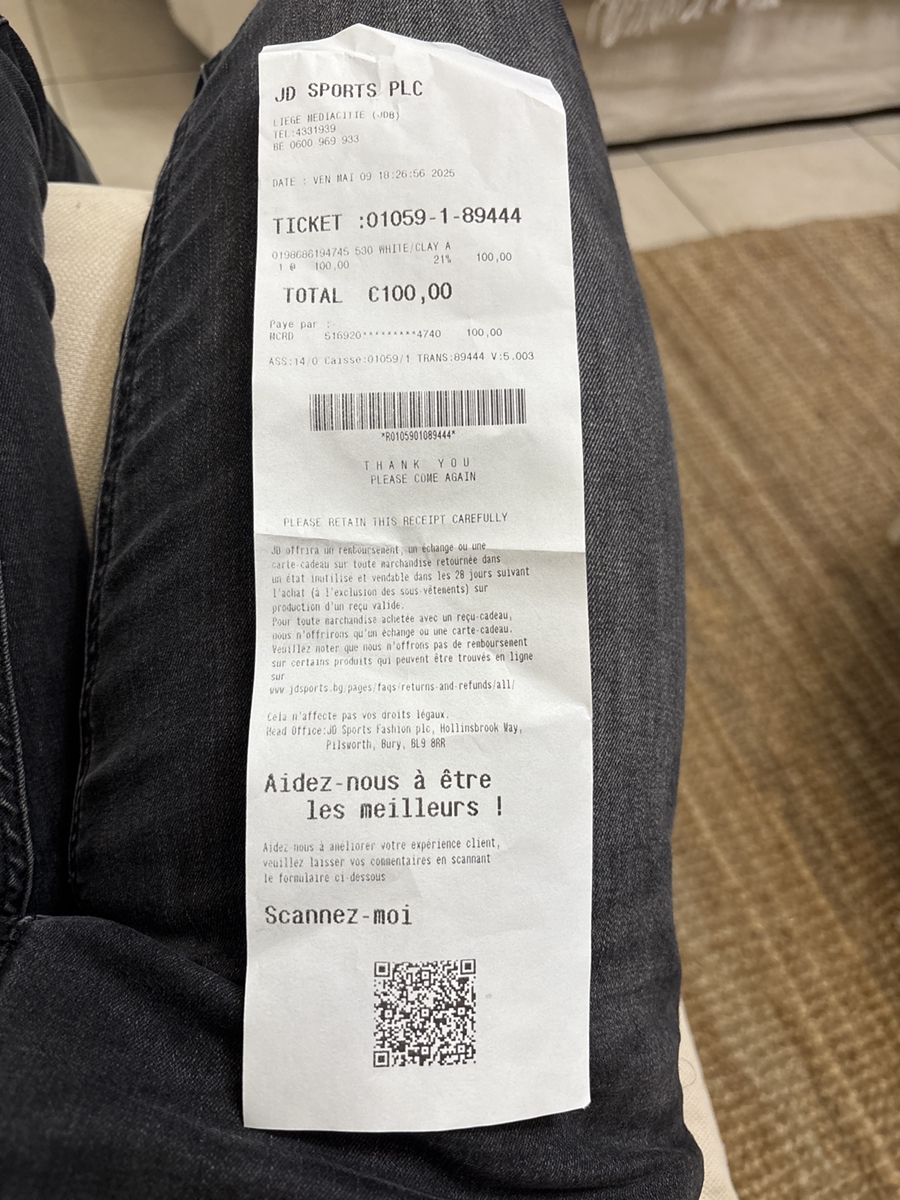 JD SPORTS PLC
LIEGE MEDIACITIE (JDB)
TEL:4331939
BE 0600 969 933
DATE : VEN MAI 09 18:26:56 2025
TICKET :01059-1-89444
0198686194745 530 WHITE/CLAY A
1 @ 100,00 21% 100,00
TOTAL C100,00
Paye par :-
MCRD 516920*********4740 100,00
ASS:14/0 Caisse:01059/1 TRANS:89444 V:5.003
*R0105901089444*
THANK YOU
PLEASE COME AGAIN
PLEASE RETAIN THIS RECEIPT CAREFULLY
JD offrira un remboursement, un échange ou une
carte-cadeau sur toute marchandise retournée dans
un état inutilisé et vendable dans les 28 jours suivant
l'achat (à l'exclusion des sous-vêtements) sur
production d'un reçu valide.
Pour toute marchandise achetée avec un reçu-cadeau,
nous n'offrirons qu'un échange ou une carte-cadeau.
Veuillez noter que nous n'offrons pas de remboursement
sur certains produits qui peuvent être trouvés en ligne
sur
www.jdsports.bg/pages/faqs/returns-and-refunds/all/
Cela n'affecte pas vos droits légaux.
Head Office:JD Sports Fashion plc, Hollinsbrook Way,
Pilsworth, Bury, BL9 8RR
Aidez-nous à être
les meilleurs !
Aidez-nous à améliorer votre expérience client,
veuillez laisser vos commentaires en scannant
le formulaire ci-dessous
Scannez-moi